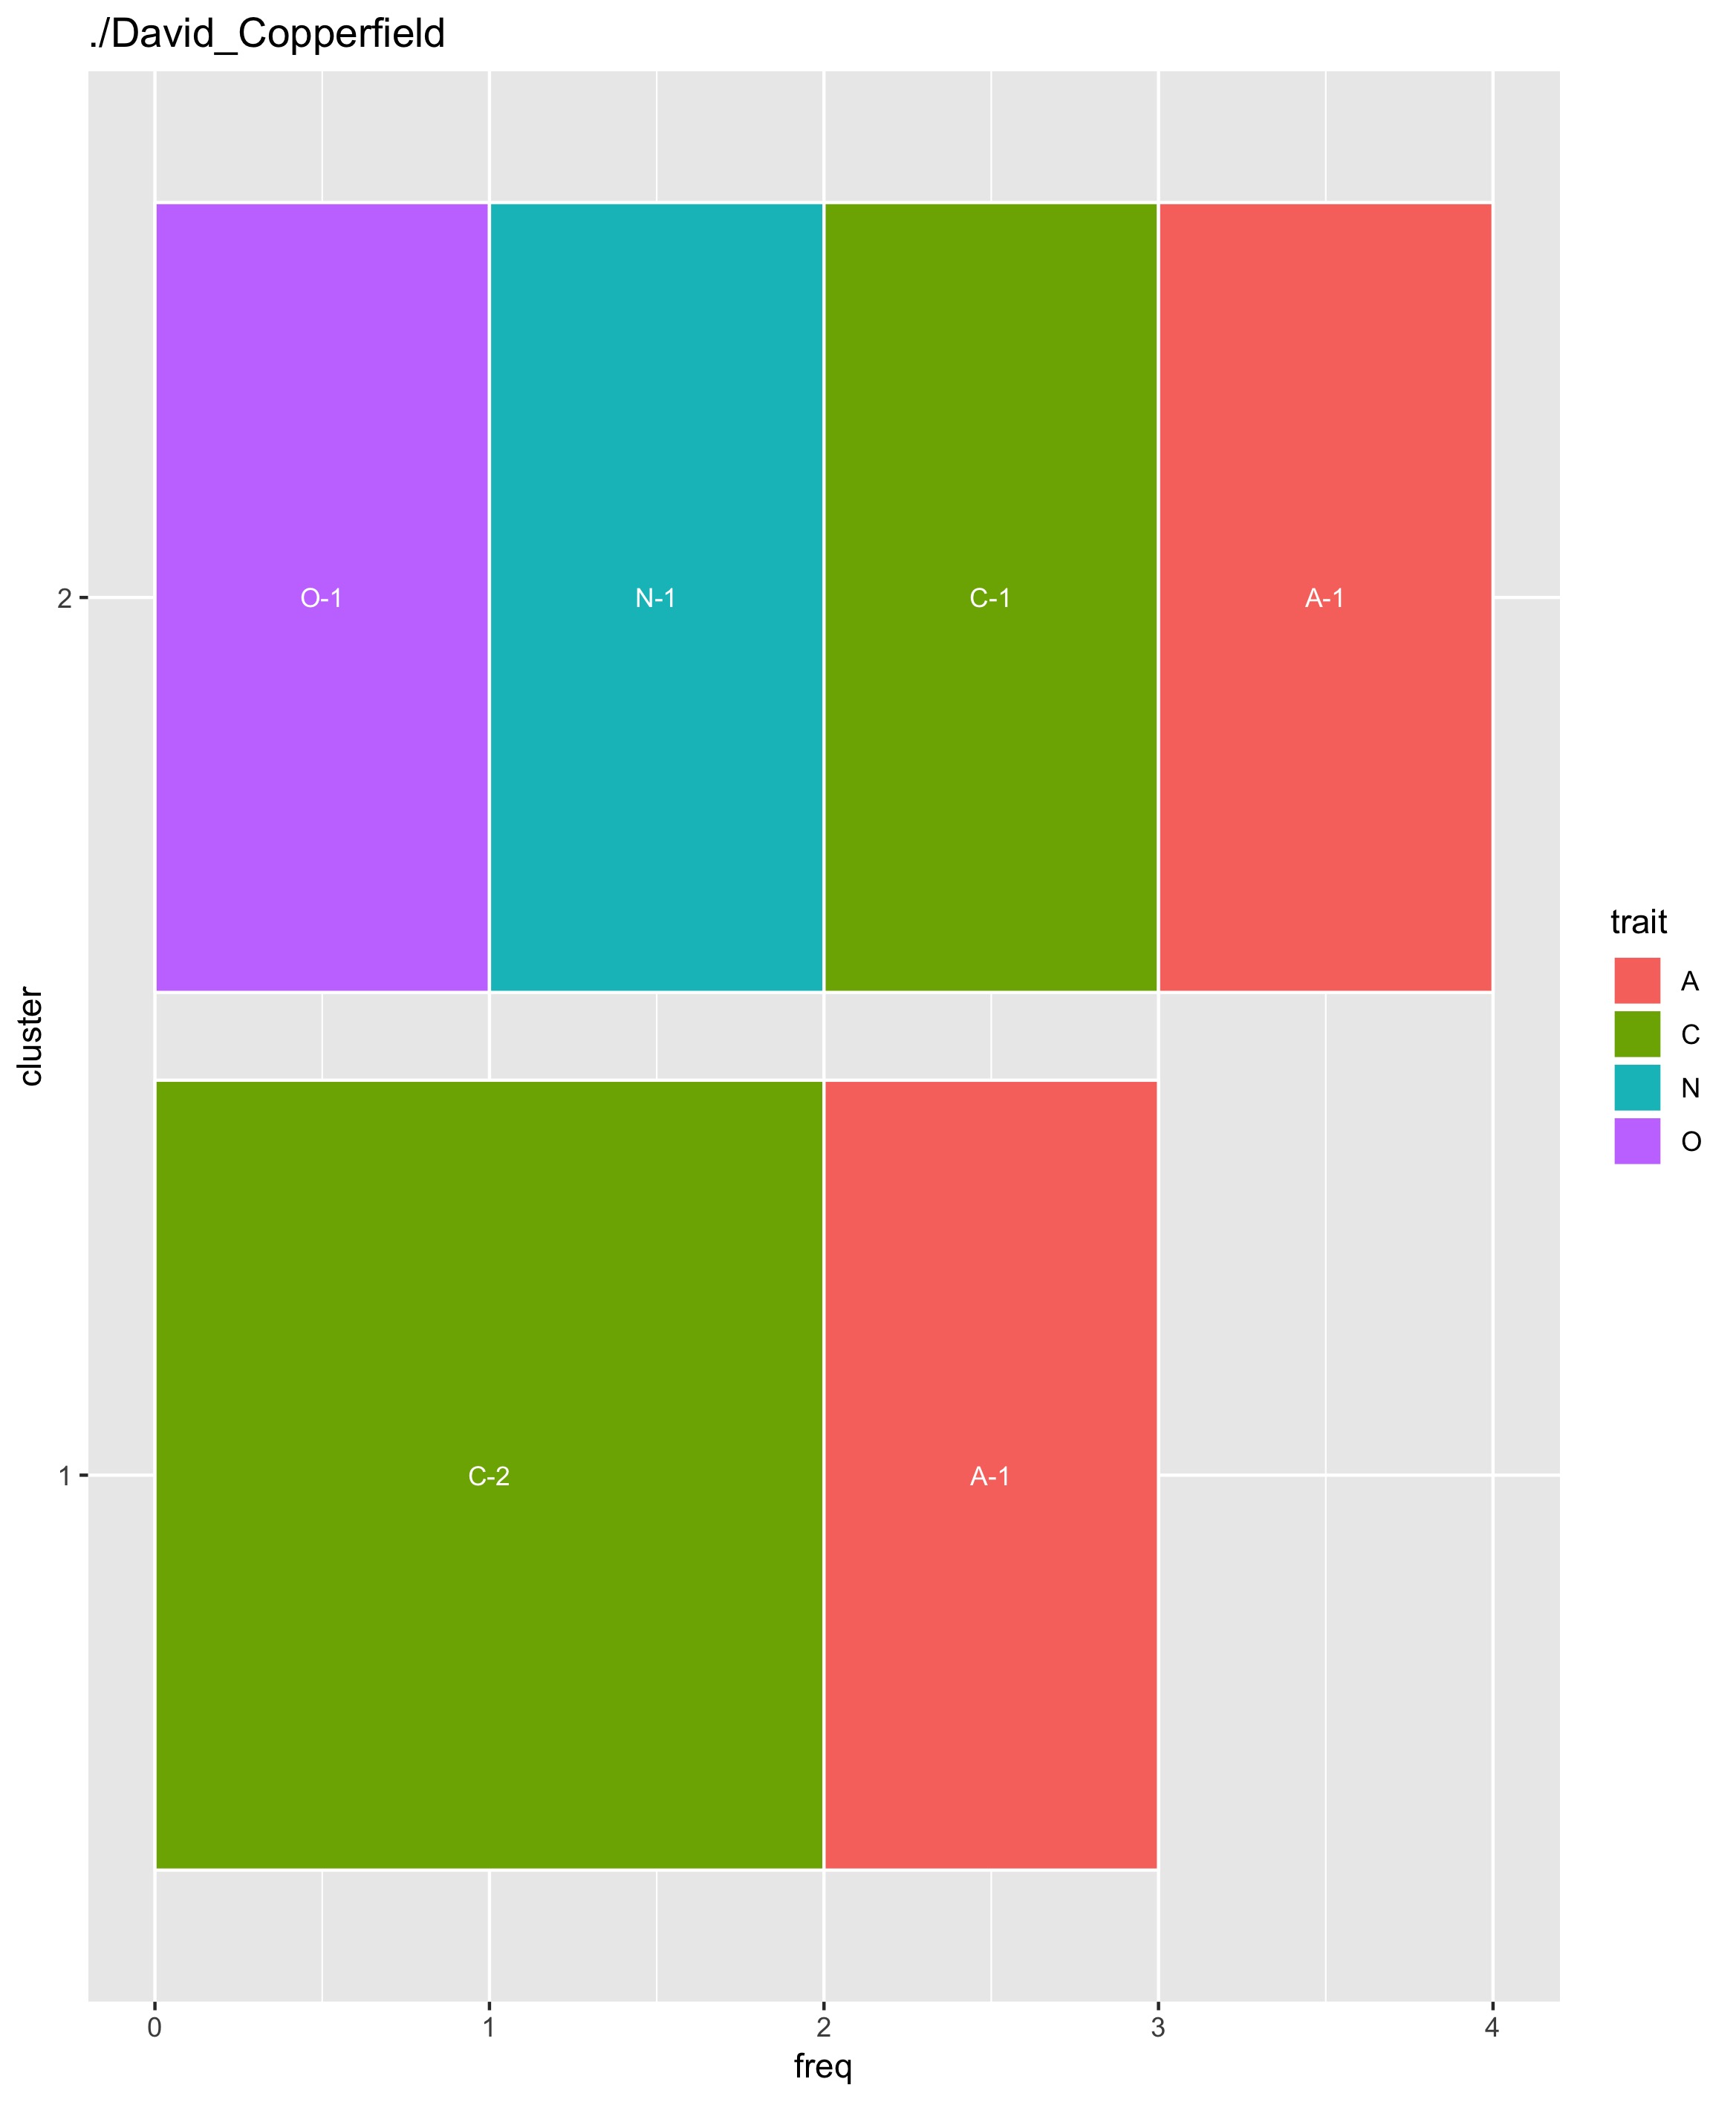 ./David_Copperfield
cluster
2
O-1 N-1 C-1 A-1
1
C-2 A-1
0 1 2 3 4
freq
trait
A
C
N
O